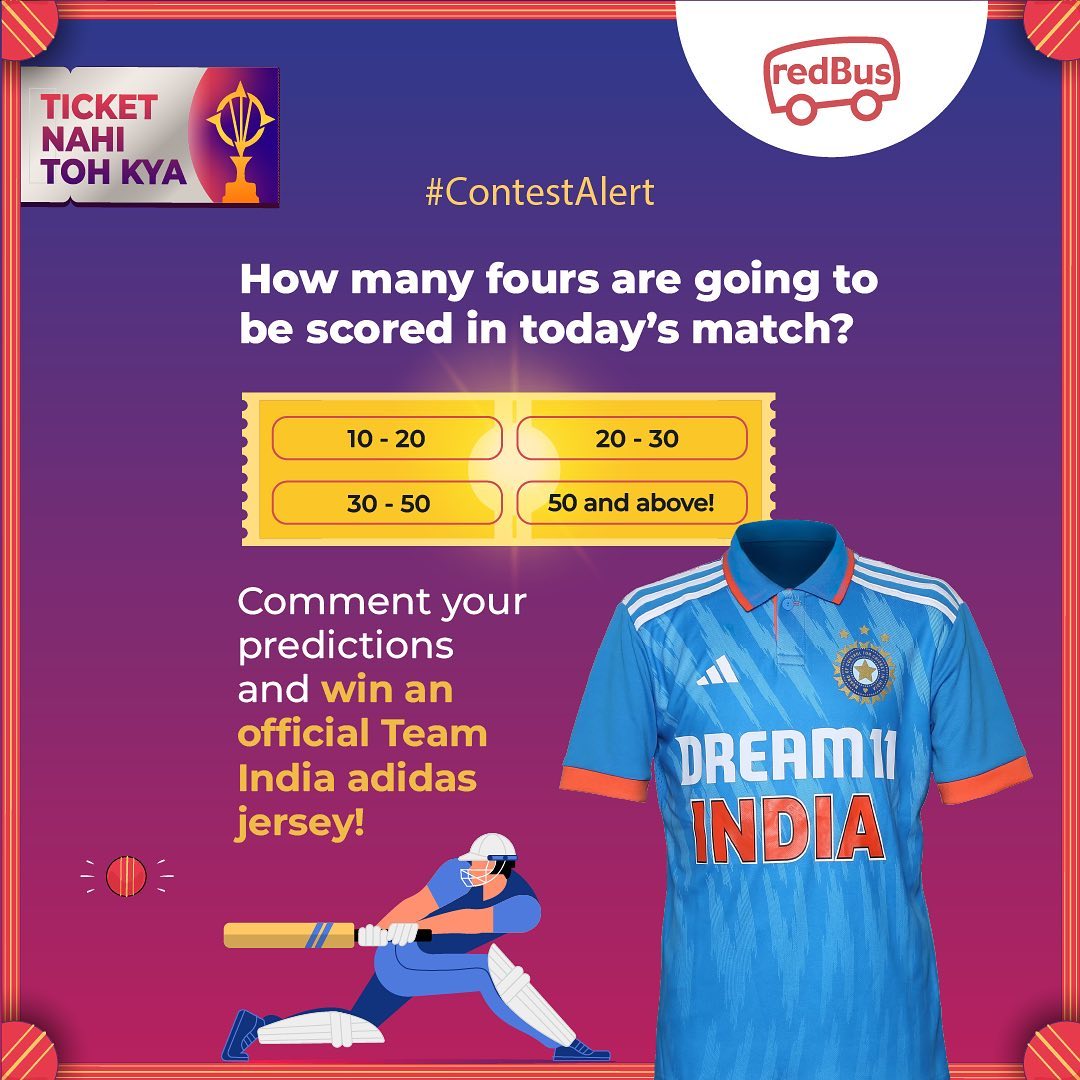 TICKET
NAHI
TOH KYA
redBus
#ContestAlert
How many fours are going to
be scored in today’s match?
10 - 20
20 - 30
30 - 50
50 and above!
Comment your
predictions
and win an
official Team
India adidas
jersey!
DREAM11
INDIA